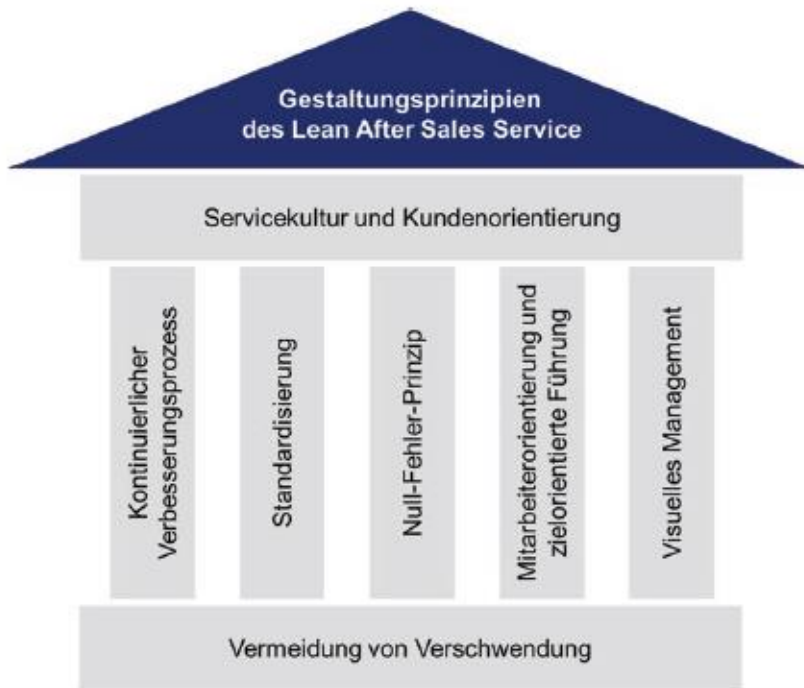 Gestaltungsprinzipien
des Lean After Sales Service
Servicekultur und Kundenorientierung
Kontinuierlicher
Verbesserungsprozess
Standardisierung
Null-Fehler-Prinzip
Mitarbeiterorientierung und
zielorientierte Führung
Visuelles Management
Vermeidung von Verschwendung